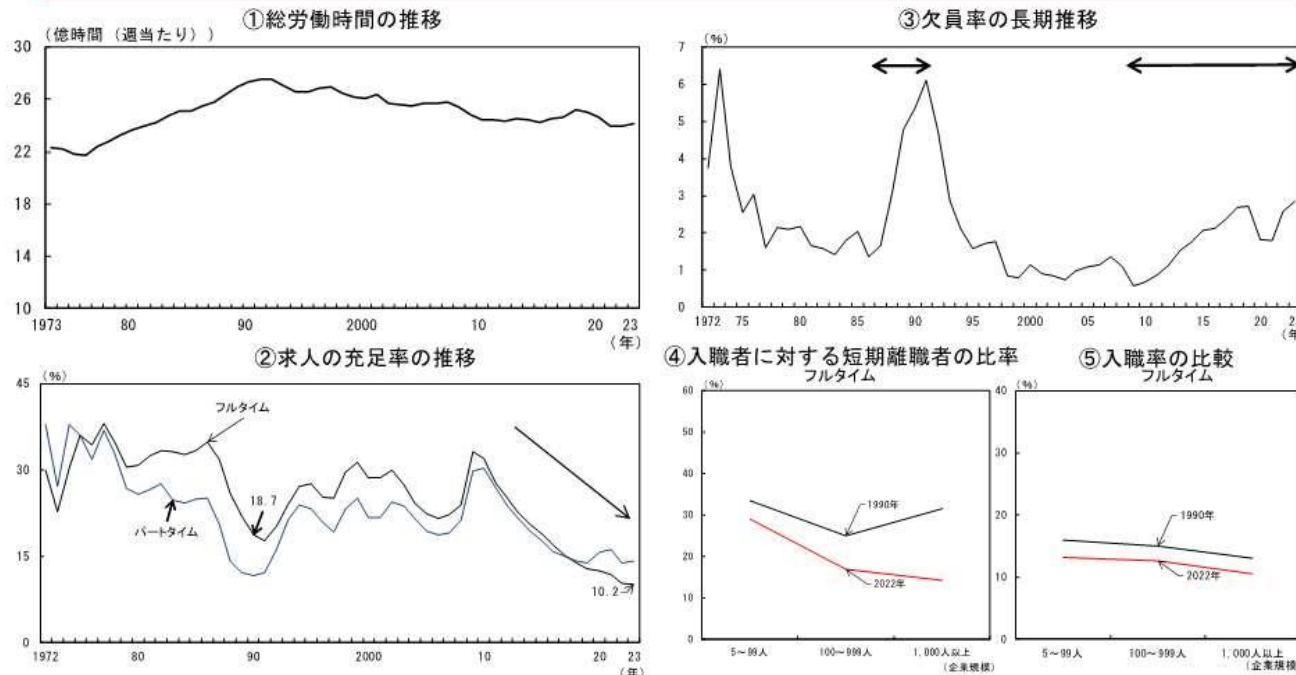 ①総労働時間の推移
(億時間(週当たり))
30
26
22
18
14
10
1973 80 90 2000 10 20 23
(年)
②求人の充足率の推移
(%)
45
30
15
0
フルタイム
パートタイム
18.7
10.2
1972 80 90 2000 10 20 23
(年)
③欠員率の長期推移
(%)
7
6
5
4
3
2
1
0
1972 75 80 85 90 95 2000 05 10 15 20 23
(年)
④入職者に対する短期離職者の比率
フルタイム
(%)
60
50
40
30
20
10
0
1990年
2022年
5~99人 100~999人 1,000人以上
(企業規模)
⑤入職率の比較
フルタイム
(%)
40
30
20
10
0
1990年
2022年
5~99人 100~999人 1,000人以上
(企業規模)